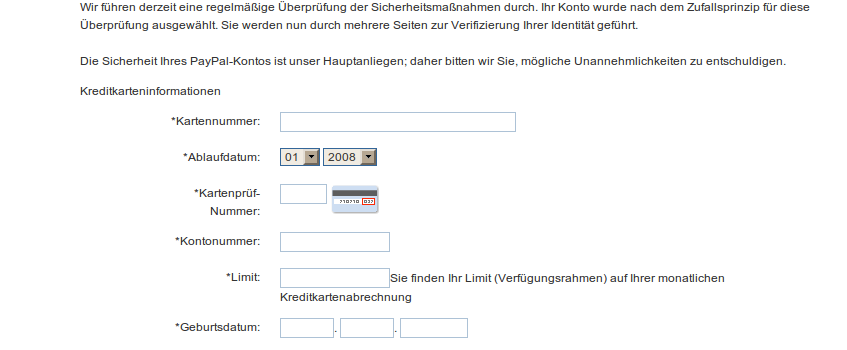 Wir führen derzeit eine regelmäßige Überprüfung der Sicherheitsmaßnahmen durch. Ihr Konto wurde nach dem Zufallsprinzip für diese
Überprüfung ausgewählt. Sie werden nun durch mehrere Seiten zur Verifizierung Ihrer Identität geführt.
Die Sicherheit Ihres PayPal-Kontos ist unser Hauptanliegen; daher bitten wir Sie, mögliche Unannehmlichkeiten zu entschuldigen.
Kreditkarteninformationen
*Kartennummer:
*Ablaufdatum: 01 2008
*Kartenprüf-
Nummer:
*Kontonummer:
*Limit: Sie finden Ihr Limit (Verfügungsrahmen) auf Ihrer monatlichen
Kreditkartenabrechnung
*Geburtsdatum: . .